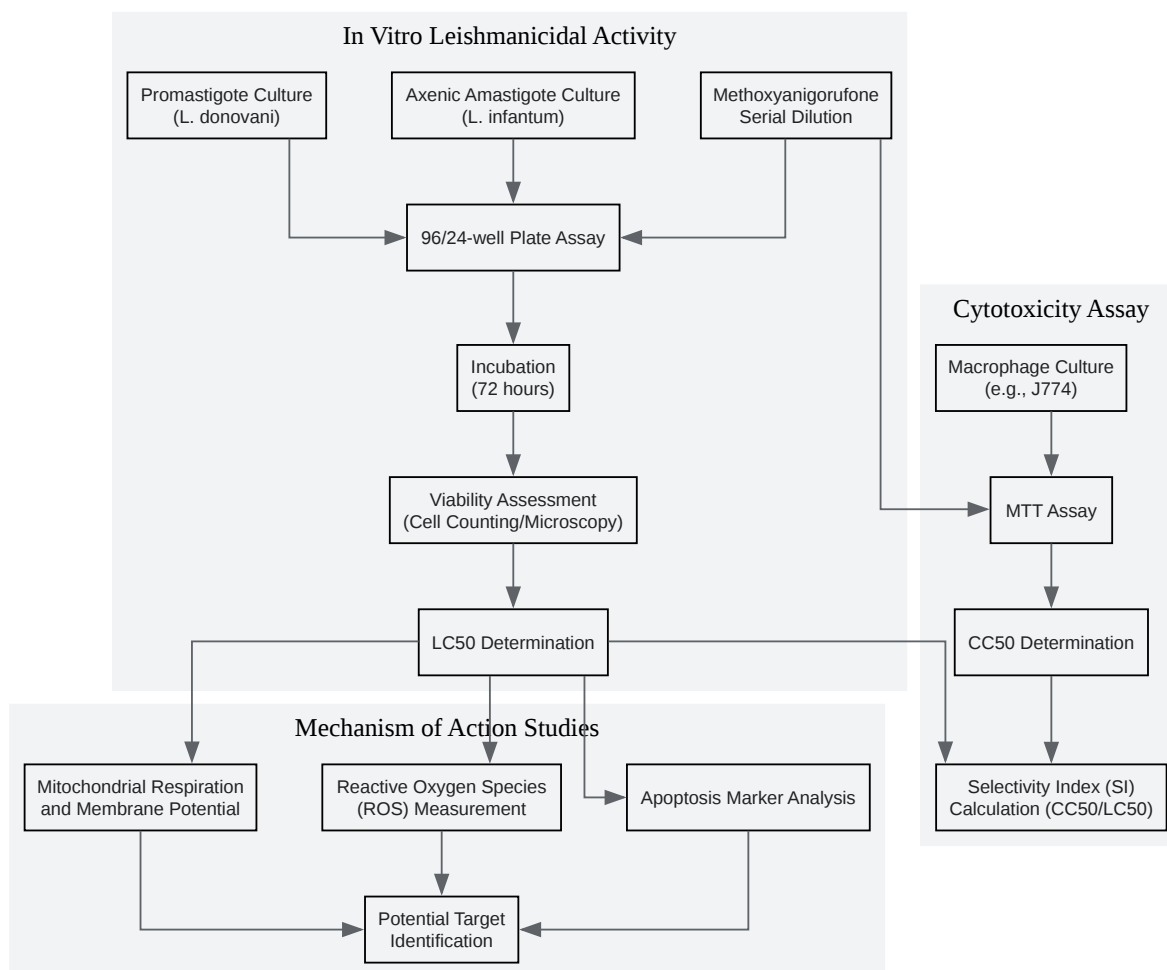 In Vitro Leishmanicidal Activity
Promastigote Culture
(L. donovani)
Axenic Amastigote Culture
(L. infantum)
Methoxyanigorufone
Serial Dilution
96/24-well Plate Assay
Incubation
(72 hours)
Viability Assessment
(Cell Counting/Microscopy)
LC50 Determination
Cytotoxicity Assay
Macrophage Culture
(e.g., J774)
MTT Assay
CC50 Determination
Selectivity Index (SI)
Calculation (CC50/LC50)
Mechanism of Action Studies
Mitochondrial Respiration
and Membrane Potential
Reactive Oxygen Species
(ROS) Measurement
Apoptosis Marker Analysis
Potential Target
Identification